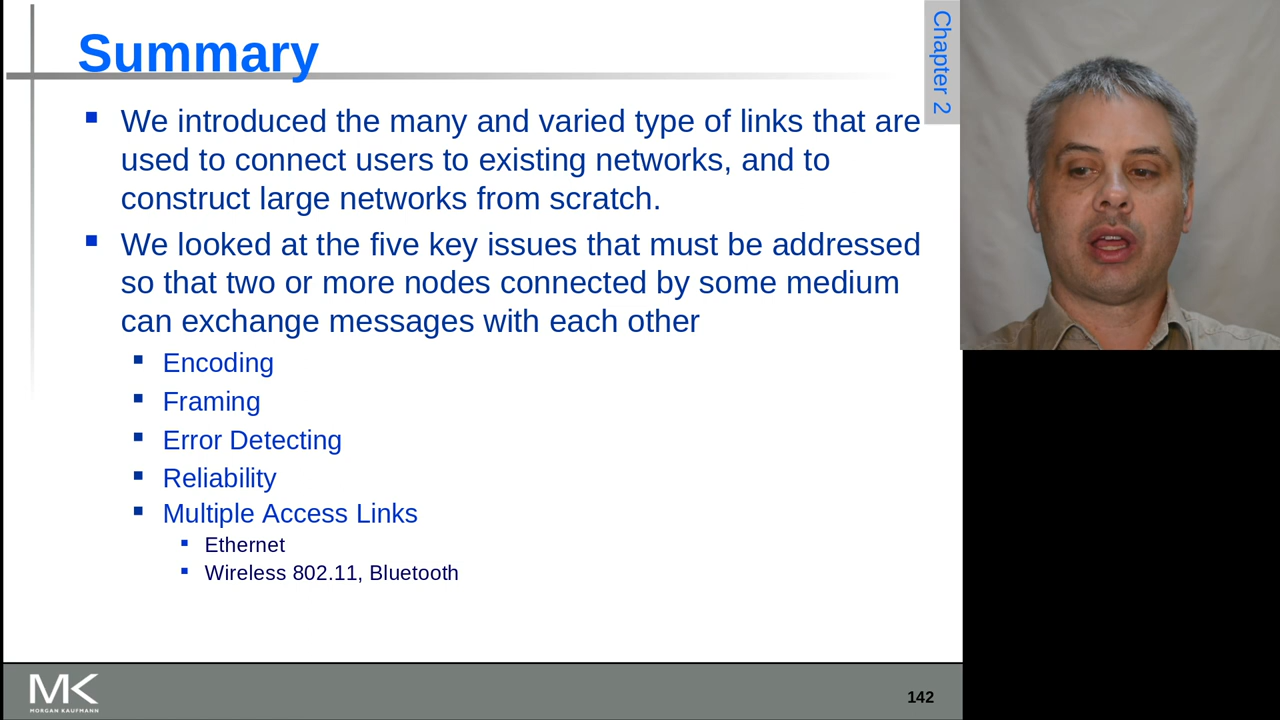 Summary
Chapter 2
We introduced the many and varied type of links that are
used to connect users to existing networks, and to
construct large networks from scratch.
We looked at the five key issues that must be addressed
so that two or more nodes connected by some medium
can exchange messages with each other
Encoding
Framing
Error Detecting
Reliability
Multiple Access Links
Ethernet
Wireless 802.11, Bluetooth
MK
MORGAN KAUFMANN
142